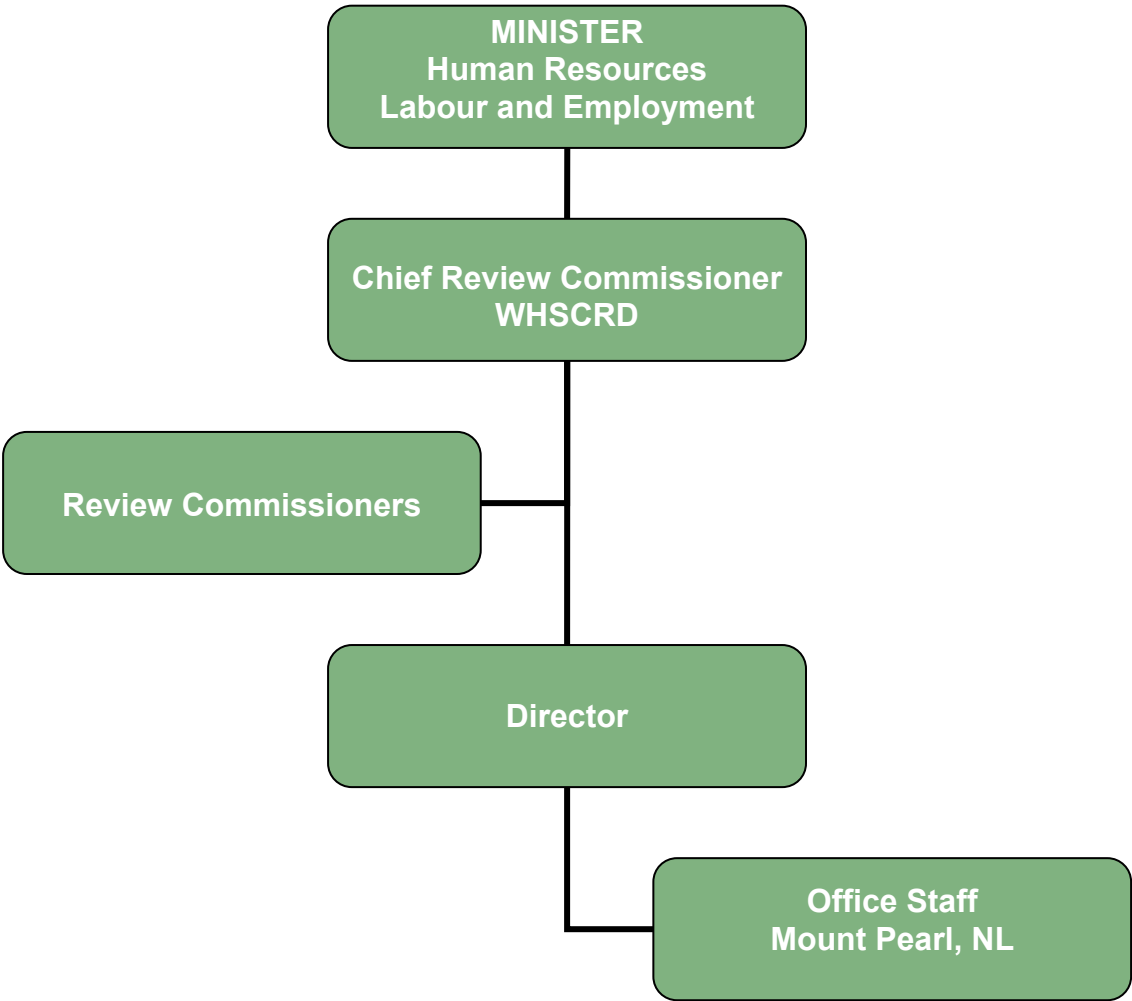 MINISTER
Human Resources
Labour and Employment
Chief Review Commissioner
WHSCRD
Review Commissioners
Director
Office Staff
Mount Pearl, NL